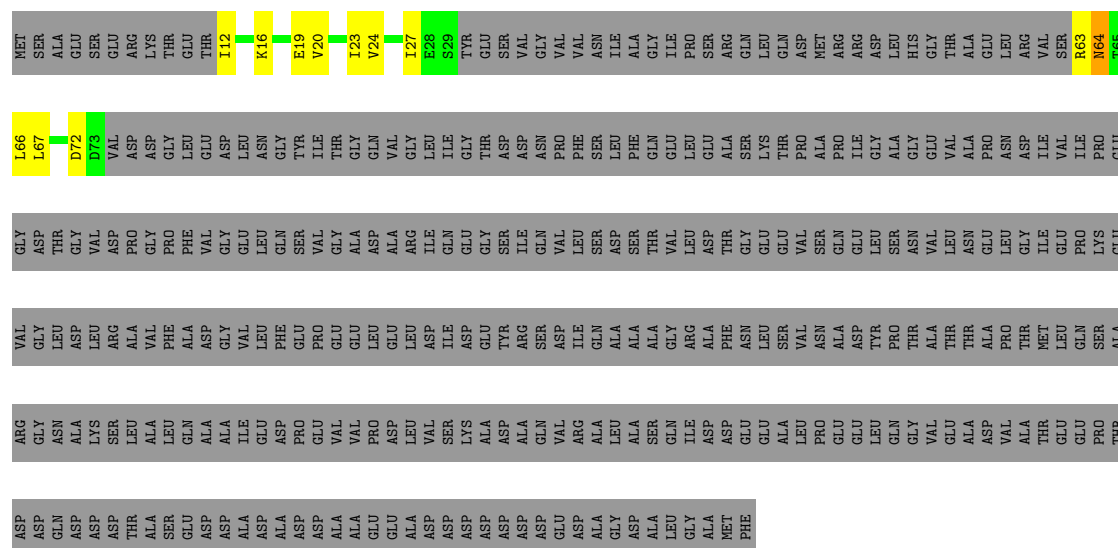 MET SER ALA GLU SER GLU ARG LYS THR GLU THR I12 K16 E19 V20 I23 V24 I27 E28 S29 TYR GLU SER VAL GLY VAL VAL ASN ILE ALA GLY ILE PRO SER ARG GLN LEU GLN ASP MET ARG ARG ASP LEU HIS GLY THR ALA GLU LEU ARG VAL SER R63 N64 T65
L66 L67 D72 D73 VAL ASP ASP GLY LEU GLU ASP LEU ASN GLY TYR ILE THR GLY GLN VAL GLY LEU ILE GLY THR ASP ASP ASN PRO PHE SER LEU PHE GLN GLU LEU GLU ALA SER LYS THR PRO ALA PRO ILE GLY ALA GLY GLU VAL ALA PRO ASN ASP ILE VAL ILE PRO GLU
GLY ASP THR GLY VAL ASP PRO GLY PRO PHE VAL GLY GLU LEU GLN SER VAL GLY ALA ASP ALA ARG ILE GLN GLU GLY SER ILE GLN VAL LEU SER ASP SER THR VAL LEU ASP THR GLY GLU GLU VAL SER GLN GLU LEU SER ASN VAL LEU ASN GLU LEU GLY ILE GLU PRO LYS GLU
VAL GLY LEU ASP LEU ARG ALA VAL PHE ALA ASP GLY VAL LEU PHE GLU PRO GLU GLU LEU GLU LEU ASP ILE ASP GLU TYR ARG SER ASP ILE GLN ALA ALA ALA GLY ARG ALA PHE ASN LEU SER VAL ASN ALA ASP TYR PRO THR ALA THR THR ALA PRO THR MET LEU GLN SER ALA
ARG GLY ASN ALA LYS SER LEU ALA LEU GLN ALA ALA ILE GLU ASP PRO GLU VAL VAL PRO ASP LEU VAL SER LYS ALA ASP ALA GLN VAL ARG ALA LEU ALA SER GLN ILE ASP ASP GLU GLU ALA LEU PRO GLU GLU LEU GLN GLY VAL GLU ALA ASP VAL ALA THR GLU GLU PRO THR
ASP ASP GLN ASP ASP ASP THR ALA SER GLU ASP ASP ALA ASP ALA ASP ASP ALA ALA GLU GLU ALA ASP ASP ASP ASP ASP ASP ASP GLU ASP ALA GLY ASP ALA LEU GLY ALA MET PHE